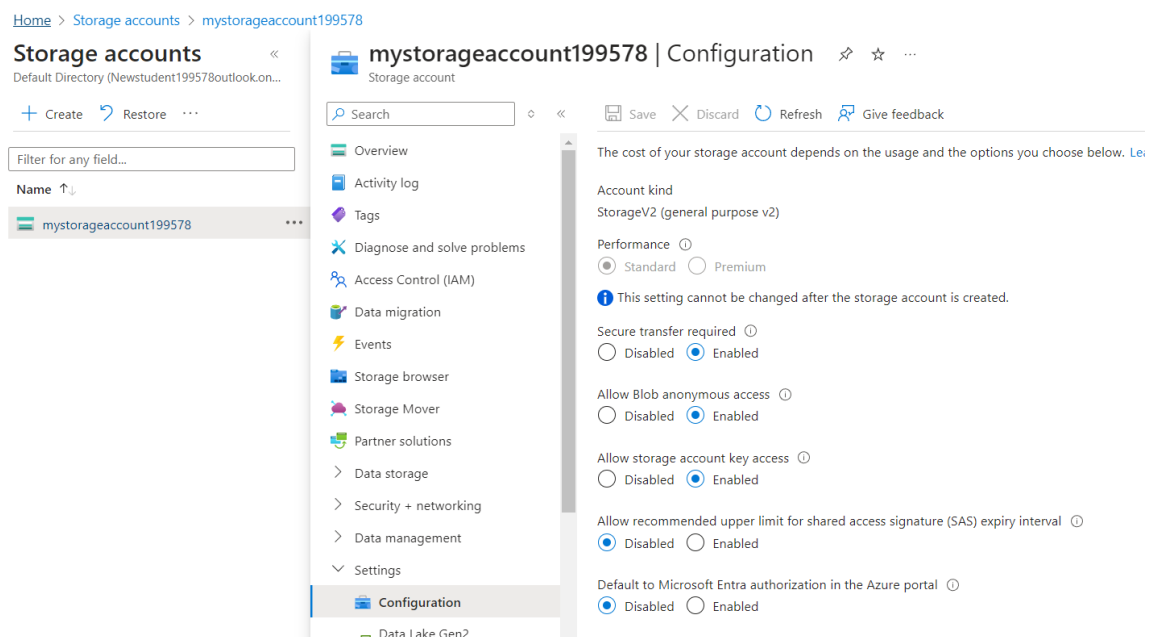 Home > Storage accounts > mystorageaccount199578
Storage accounts «
Default Directory (Newstudent199578outlook.on...
+ Create Restore ...
Filter for any field...
Name ↑↓
mystorageaccount199578 ...
mystorageaccount199578 | Configuration ...
Storage account
Search «
Overview
Activity log
Tags
Diagnose and solve problems
Access Control (IAM)
Data migration
Events
Storage browser
Storage Mover
Partner solutions
> Data storage
> Security + networking
> Data management
Settings
Configuration
Data Lake Gen2
Save Discard Refresh Give feedback
The cost of your storage account depends on the usage and the options you choose below. Le
Account kind
StorageV2 (general purpose v2)
Performance
Standard Premium
This setting cannot be changed after the storage account is created.
Secure transfer required
Disabled Enabled
Allow Blob anonymous access
Disabled Enabled
Allow storage account key access
Disabled Enabled
Allow recommended upper limit for shared access signature (SAS) expiry interval
Disabled Enabled
Default to Microsoft Entra authorization in the Azure portal
Disabled Enabled